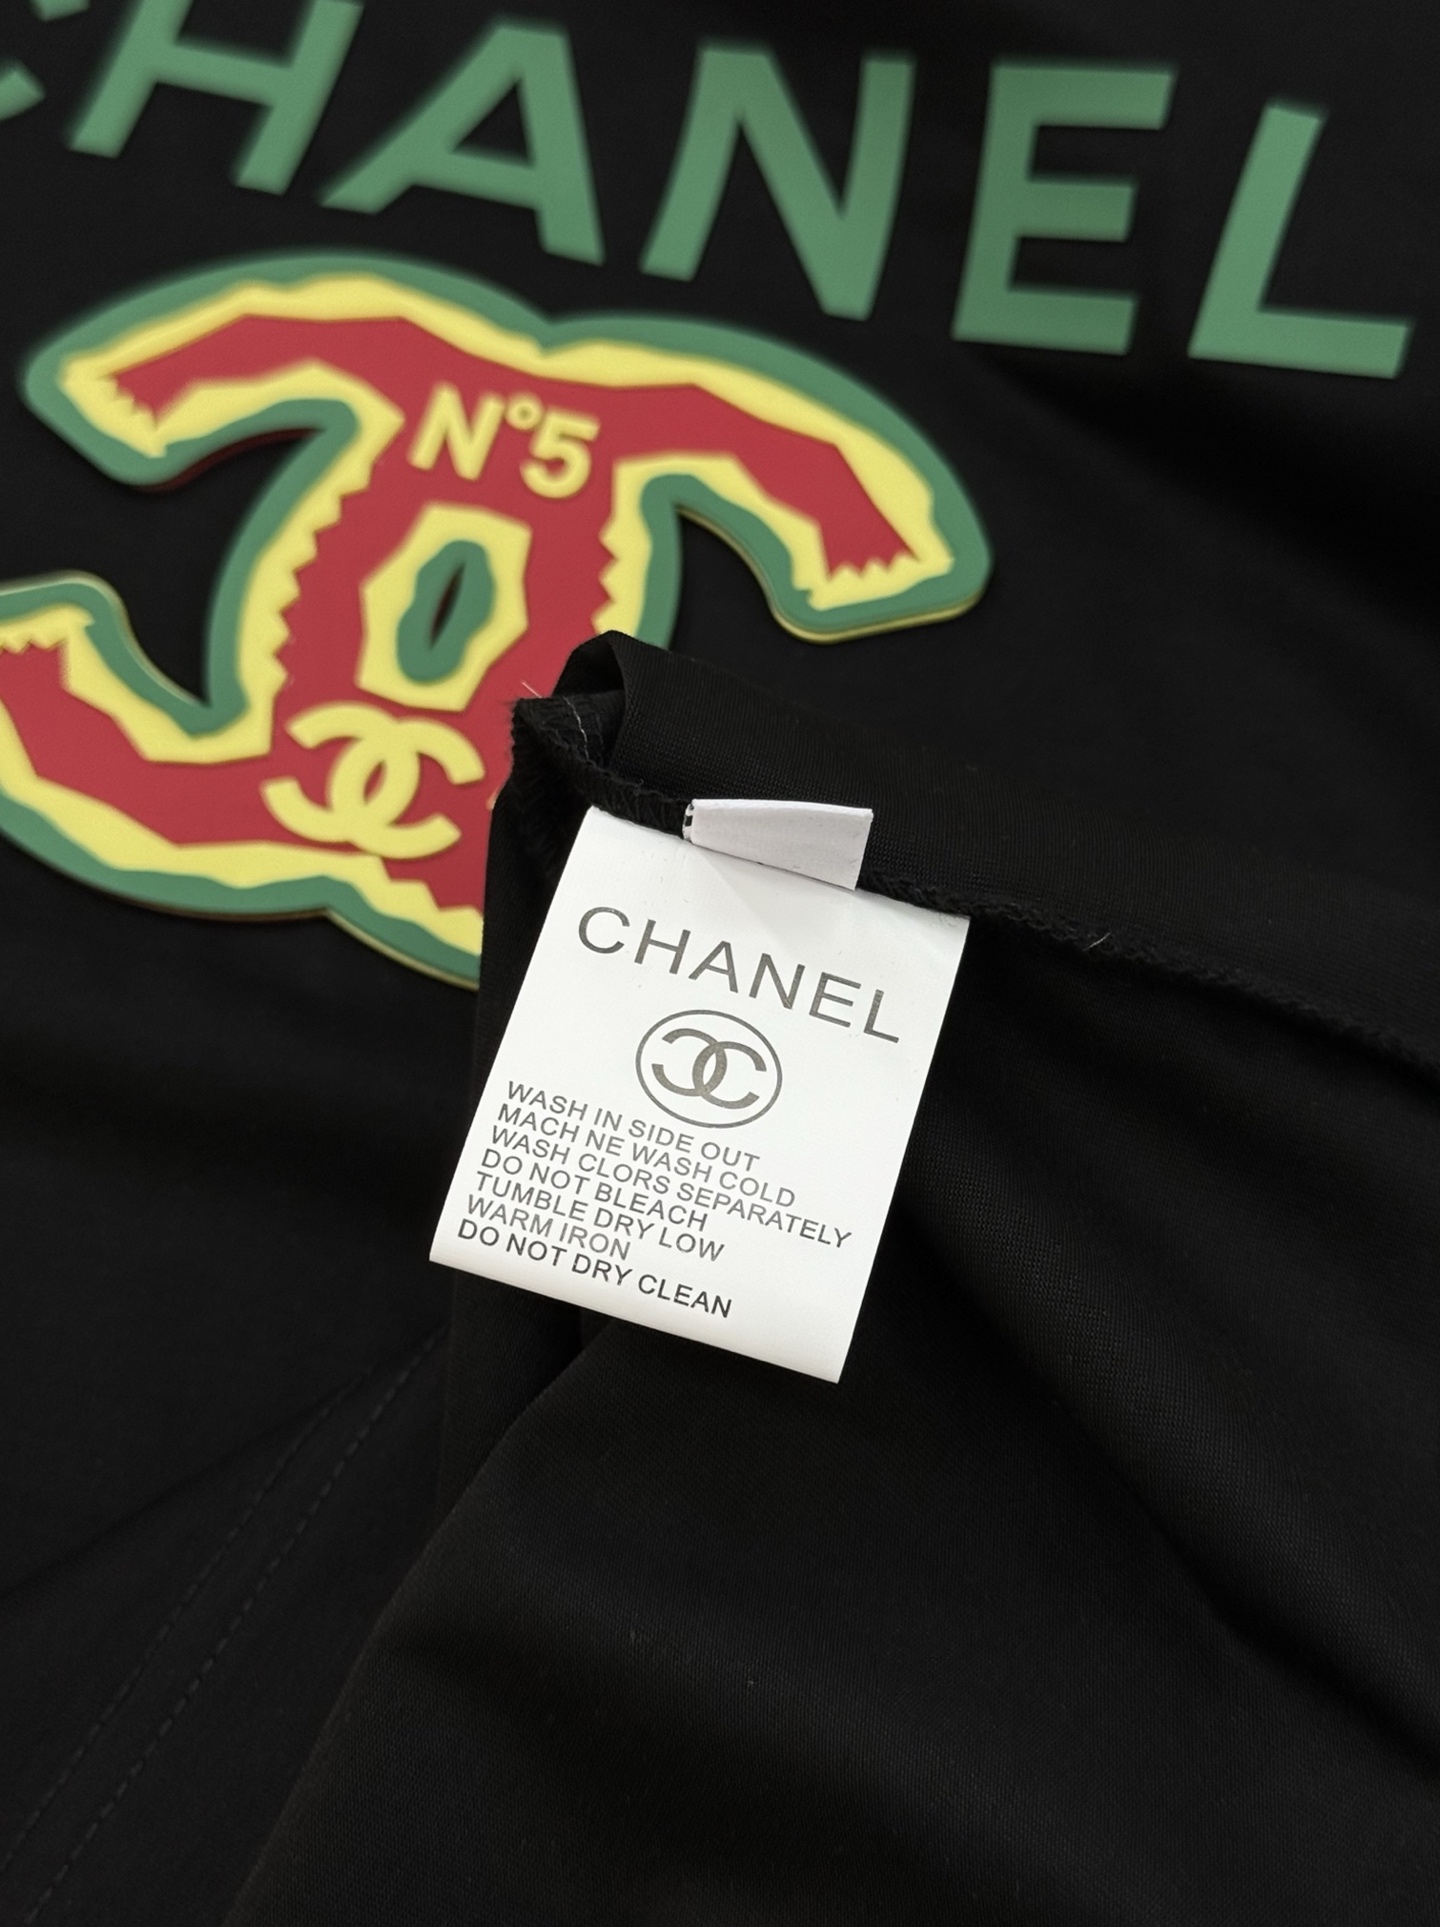 CHANEL
N°5
CHANEL
WASH IN SIDE OUT
MACH NE WASH COLD
WASH CLORS SEPARATELY
DO NOT BLEACH
TUMBLE DRY LOW
WARM IRON
DO NOT DRY CLEAN